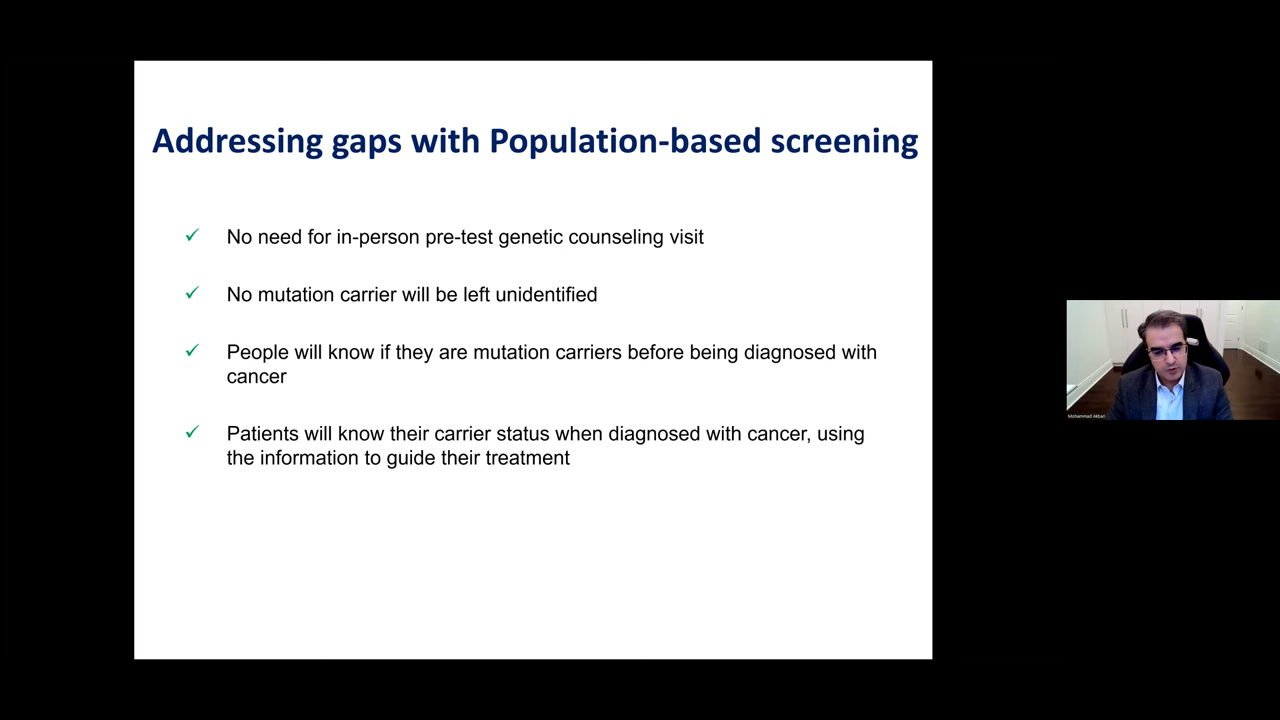 Addressing gaps with Population-based screening
✓ No need for in-person pre-test genetic counseling visit
✓ No mutation carrier will be left unidentified
✓ People will know if they are mutation carriers before being diagnosed with
cancer
✓ Patients will know their carrier status when diagnosed with cancer, using
the information to guide their treatment
Mohammad Akbari